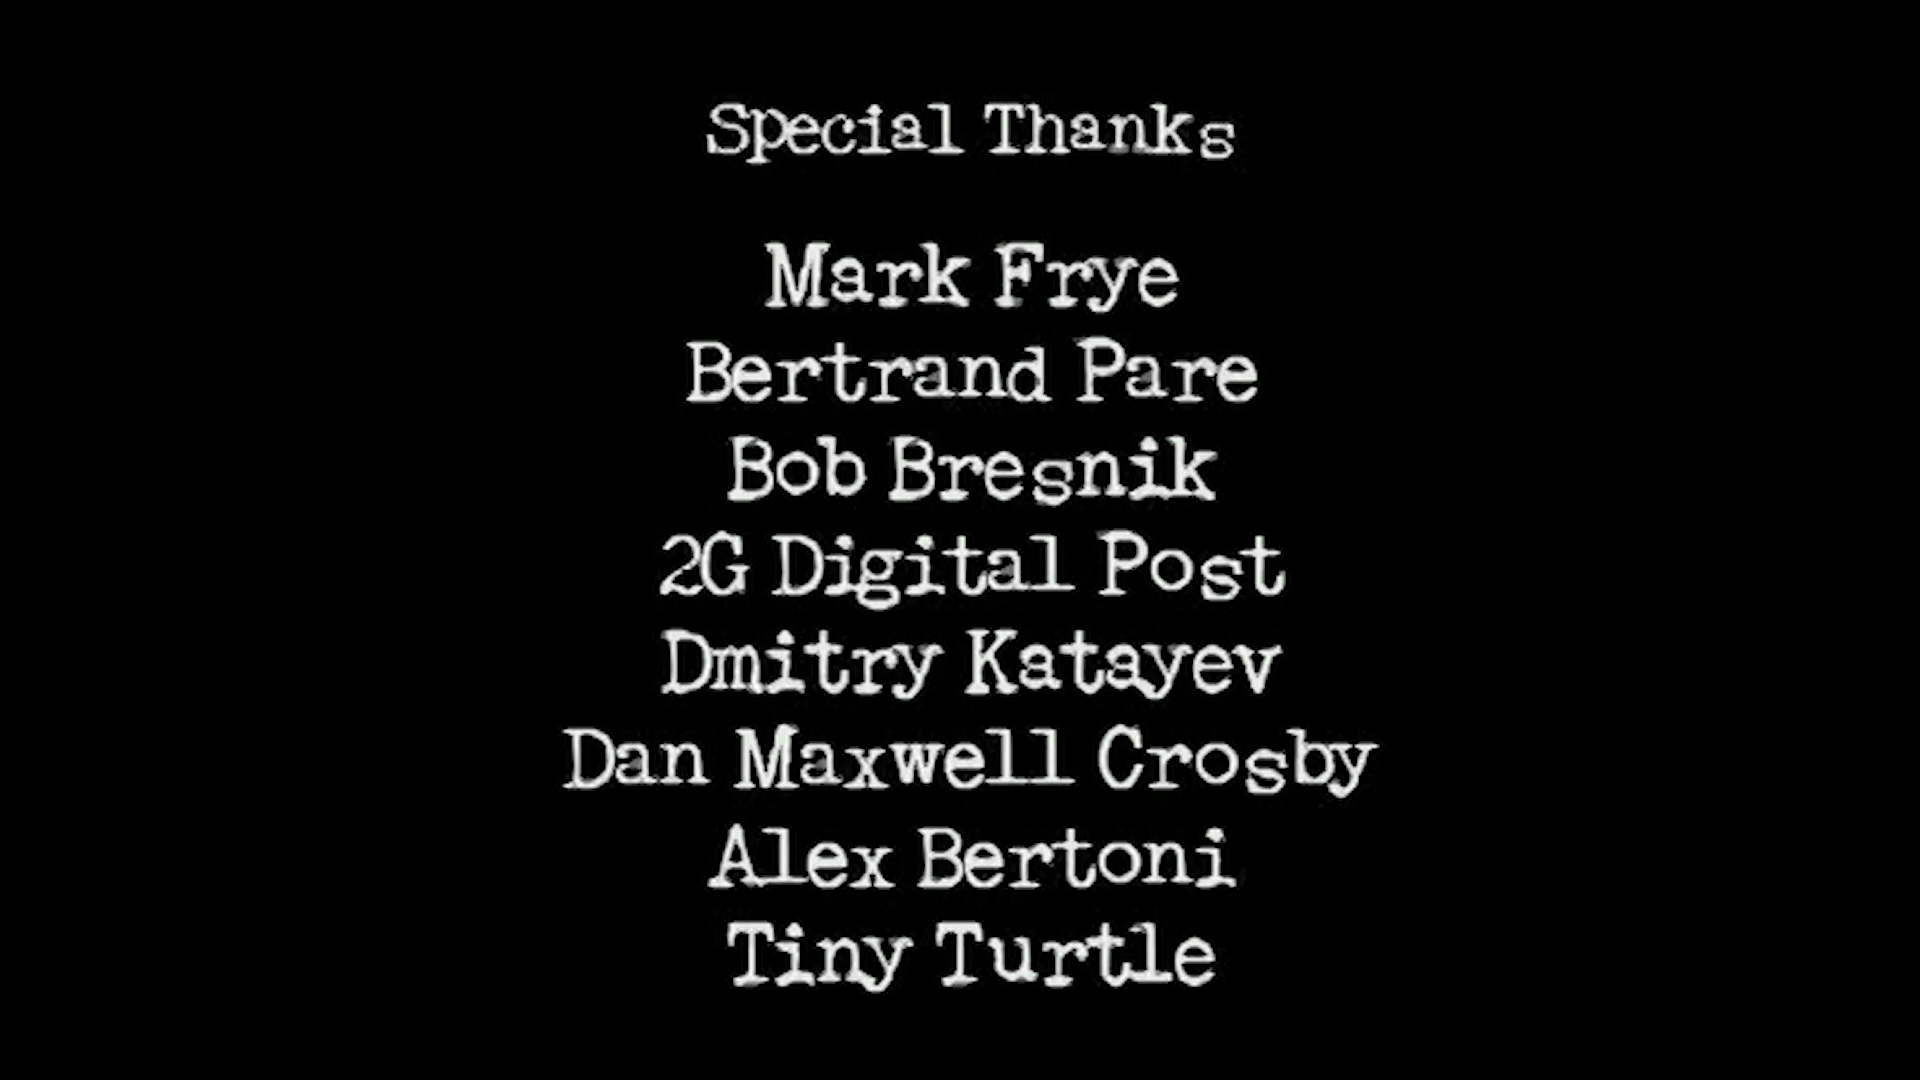 Special Thanks
Mark Frye
Bertrand Pare
Bob Bresnik
2G Digital Post
Dmitry Katayev
Dan Maxwell Crosby
Alex Bertoni
Tiny Turtle